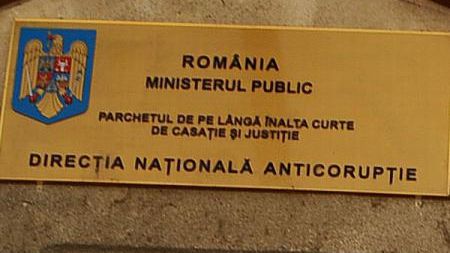 ROMÂNIA
MINISTERUL PUBLIC
PARCHETUL DE PE LÂNGĂ ÎNALTA CURTE
DE CASAȚIE ȘI JUSTIȚIE
DIRECȚIA NAȚIONALĂ ANTICORUPȚIE